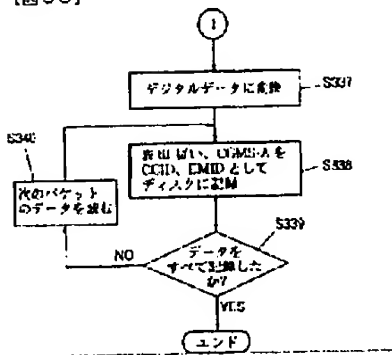 1
デジタルデータに変換
S337
S340
CGMS-Aを
CCID、EMIDとして
ディスクに記録
S338
次のパケット
のデータを読む
S339
データを
すべて記録した
か?
NO
YES
エンド